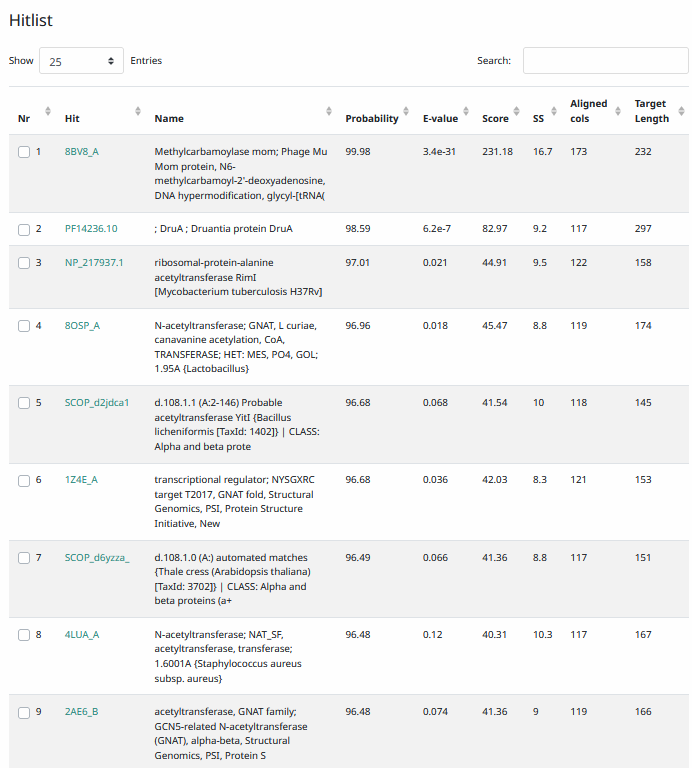 Hitlist
Show 25 Entries Search:
Nr Hit Name Probability E-value Score SS Aligned cols Target Length
1 8BV8_A Methylcarbamoylase mom; Phage Mu 99.98 3.4e-31 231.18 16.7 173 232
Mom protein, N6-
methylcarbamoyl-2'-deoxyadenosine,
DNA hypermodification, glycyl-[tRNA(
2 PF14236.10 ; DruA ; Druantia protein DruA 98.59 6.2e-7 82.97 9.2 117 297
3 NP_217937.1 ribosomal-protein-alanine 97.01 0.021 44.91 9.5 122 158
acetyltransferase RimI
[Mycobacterium tuberculosis H37Rv]
4 8OSP_A N-acetyltransferase; GNAT, L curiae, 96.96 0.018 45.47 8.8 119 174
canavanine acetylation, CoA,
TRANSFERASE; HET: MES, PO4, GOL;
1.95A {Lactobacillus}
5 SCOP_d2jdca1 d.108.1.1 (A:2-146) Probable 96.68 0.068 41.54 10 118 145
acetyltransferase YitI {Bacillus
licheniformis [TaxId: 1402]} | CLASS:
Alpha and beta prote
6 1Z4E_A transcriptional regulator; NYSGXRC 96.68 0.036 42.03 8.3 121 153
target T2017, GNAT fold, Structural
Genomics, PSI, Protein Structure
Initiative, New
7 SCOP_d6yzza_ d.108.1.0 (A:) automated matches 96.49 0.066 41.36 8.8 117 151
{Thale cress (Arabidopsis thaliana)
[TaxId: 3702]} | CLASS: Alpha and
beta proteins (a+
8 4LUA_A N-acetyltransferase; NAT_SF, 96.48 0.12 40.31 10.3 117 167
acetyltransferase, transferase;
1.6001A {Staphylococcus aureus
subsp. aureus}
9 2AE6_B acetyltransferase, GNAT family; 96.48 0.074 41.36 9 119 166
GCN5-related N-acetyltransferase
(GNAT), alpha-beta, Structural
Genomics, PSI, Protein S